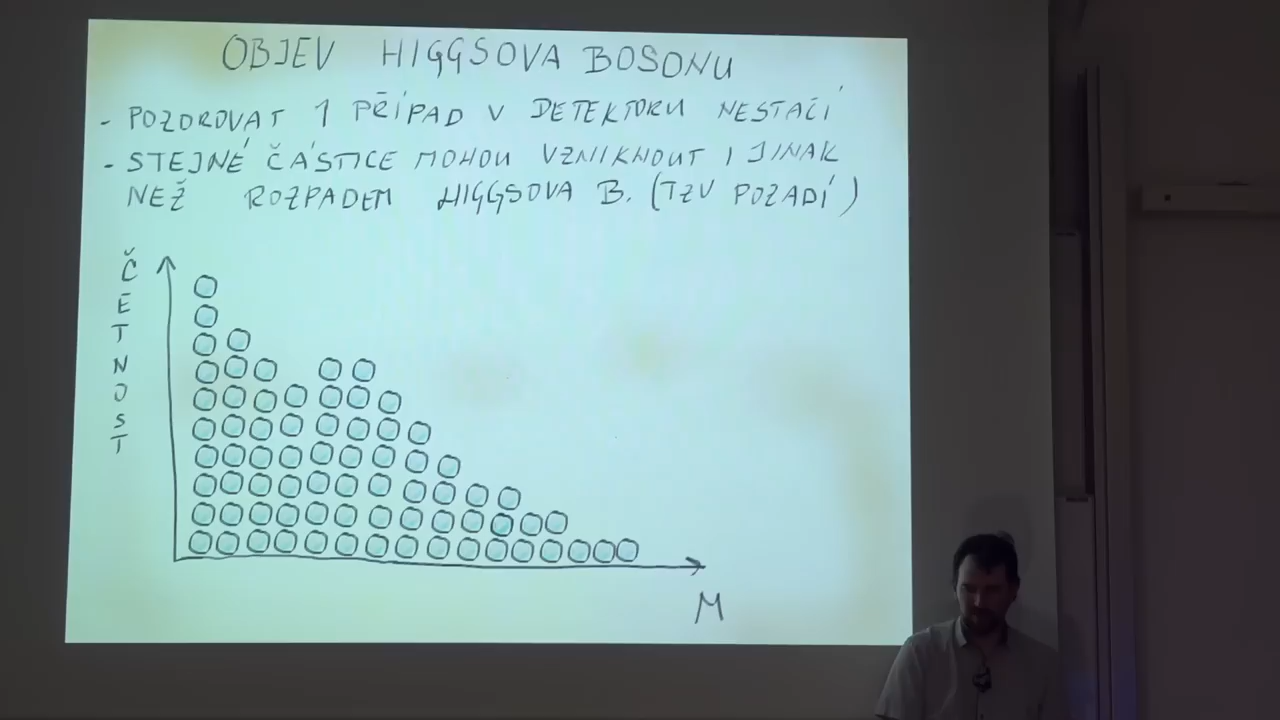 OBJEV HIGGSOVA BOSONU
- POZOROVAT 1 PŘÍPAD V DETEKTORU NESTAČÍ
- STEJNÉ ČÁSTICE MOHOU VZNIKNOUT I JINAK
NEŽ ROZPADEM HIGGSOVA B. (TZV POZADÍ)
ČETNOST
M